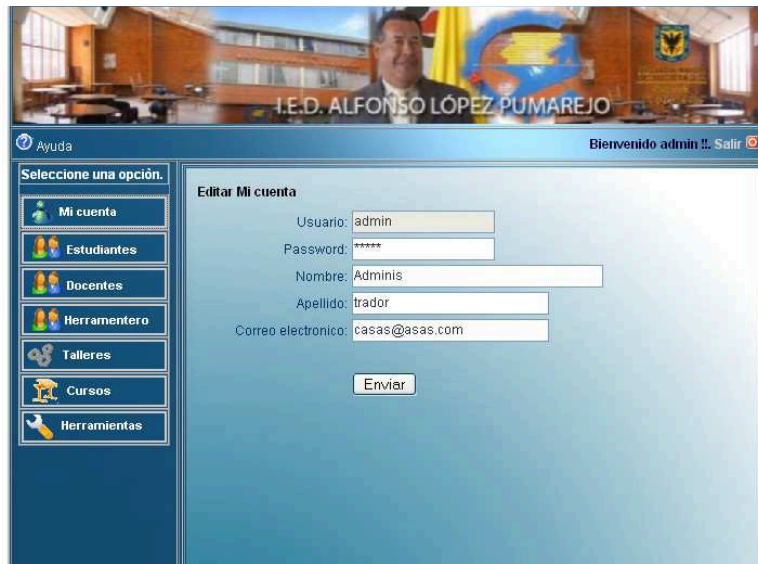 I.E.D. ALFONSO LÓPEZ PUMAREJO
Ayuda
Bienvenido admin !!. Salir
Seleccione una opción.
Mi cuenta
Estudiantes
Docentes
Herramentero
Talleres
Cursos
Herramientas
Editar Mi cuenta
Usuario: admin
Password: *****
Nombre: Adminis
Apellido: trador
Correo electronico: casas@asas.com
Enviar